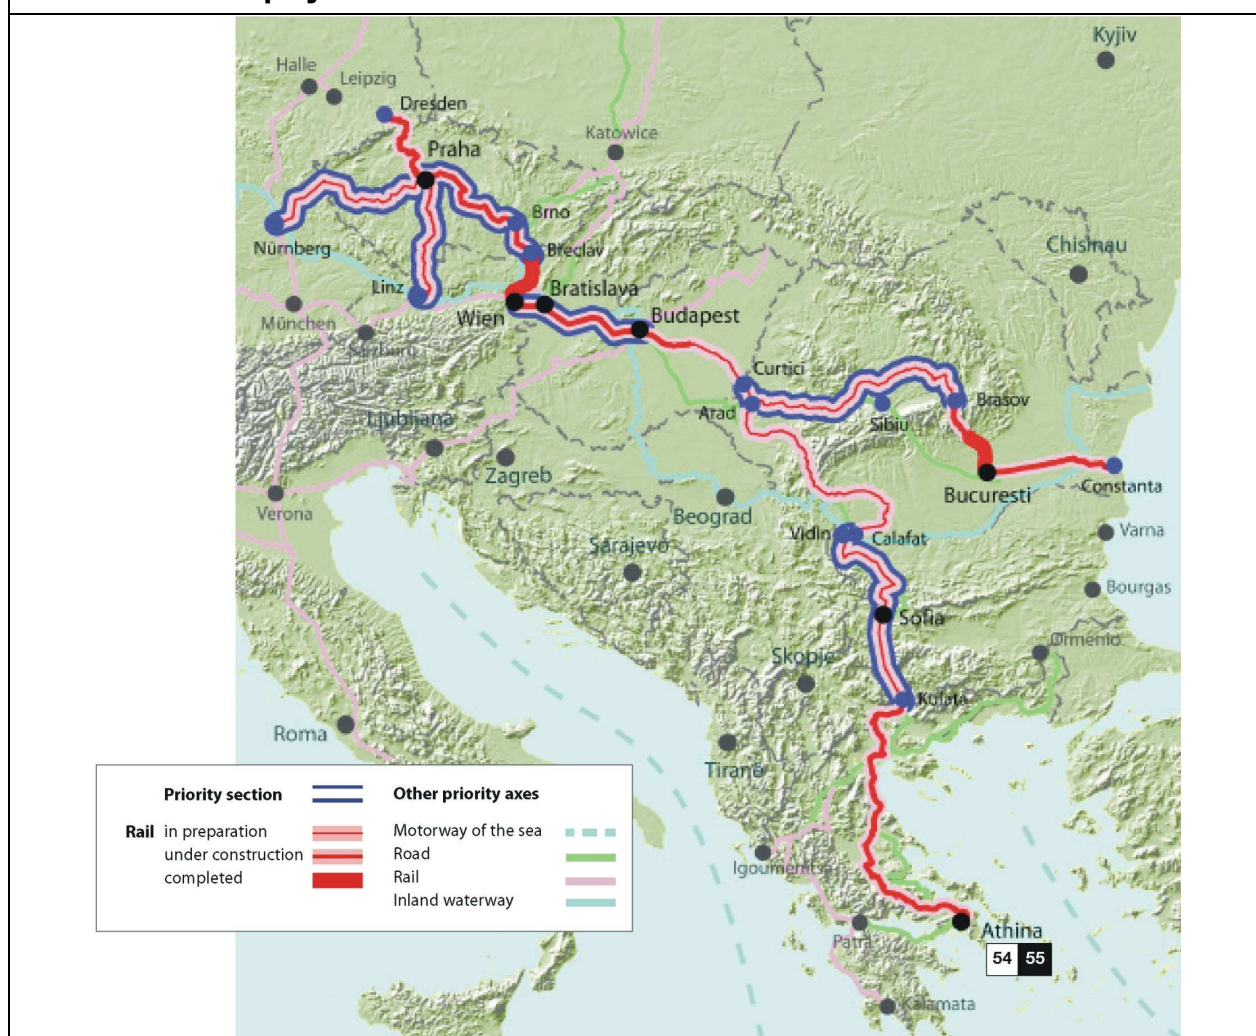 Kyjiv
Halle
Leipzig
Dresden
Katowice
Praha
Brno
Nürnberg
Břeclav
Chisinau
Linz
Bratislava
Wien
Budapest
München
Salzburg
Curtici
Arad
Brasov
Sibiu
Ljubljana
Zagreb
Constanta
Bucuresti
Verona
Beograd
Vidin
Calafat
Varna
Sarajevo
Bourgas
Sofia
Ormenio
Skopje
Kulata
Roma
Tiranë
Priority section
Other priority axes
Rail in preparation
Motorway of the sea
under construction
Road
completed
Rail
Inland waterway
Igoumenitsa
Athina
Patra
54 55
Kalamata